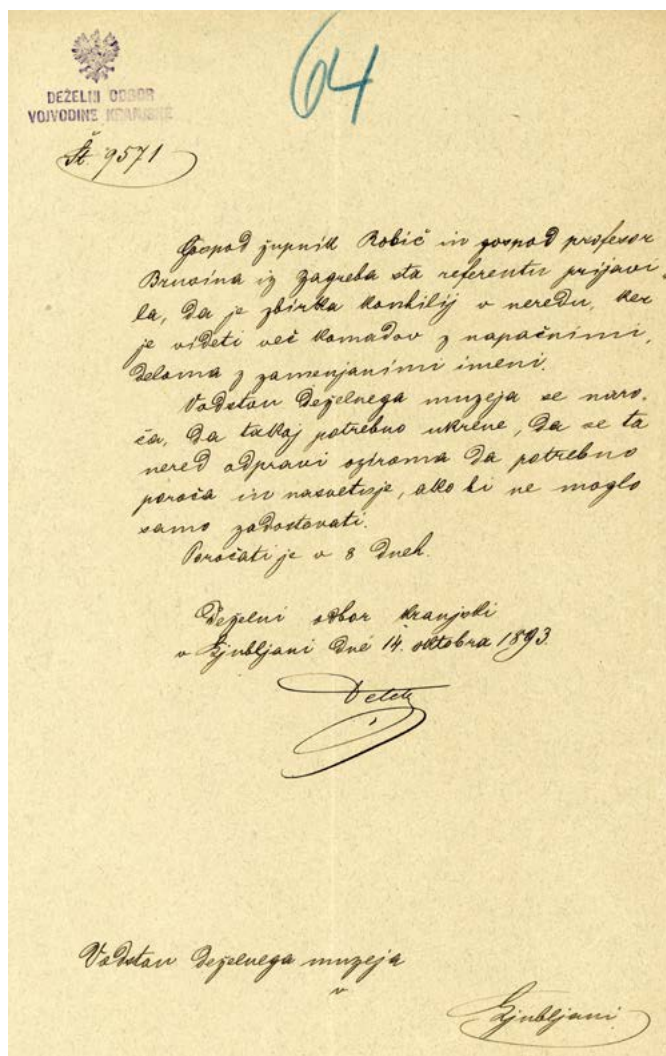 64
DEŽELNI ODBOR
VOJVODINE KRANJSKE
Št. 9571
Gospod župnik Robič in gospod profesor
Brusina iz Zagreba sta referentu prijavi,
la, da je zbirka konhilij v neredu, ker
je videti več komadov z napačnimi,
deloma z zamenjanimi imeni.
Vodstvu deželnega muzeja se naro,
ča, da takoj potrebno ukrene, da se ta
nered odpravi oziroma da potrebno
poroča in nasvetuje, ako bi ne moglo
samo zadostovati.
Poročati je v 8 dneh.
Deželni odbor kranjski
v Ljubljani dné 14. oktobra 1893.
Detela
Vodstvu deželnega muzeja
v
Ljubljani